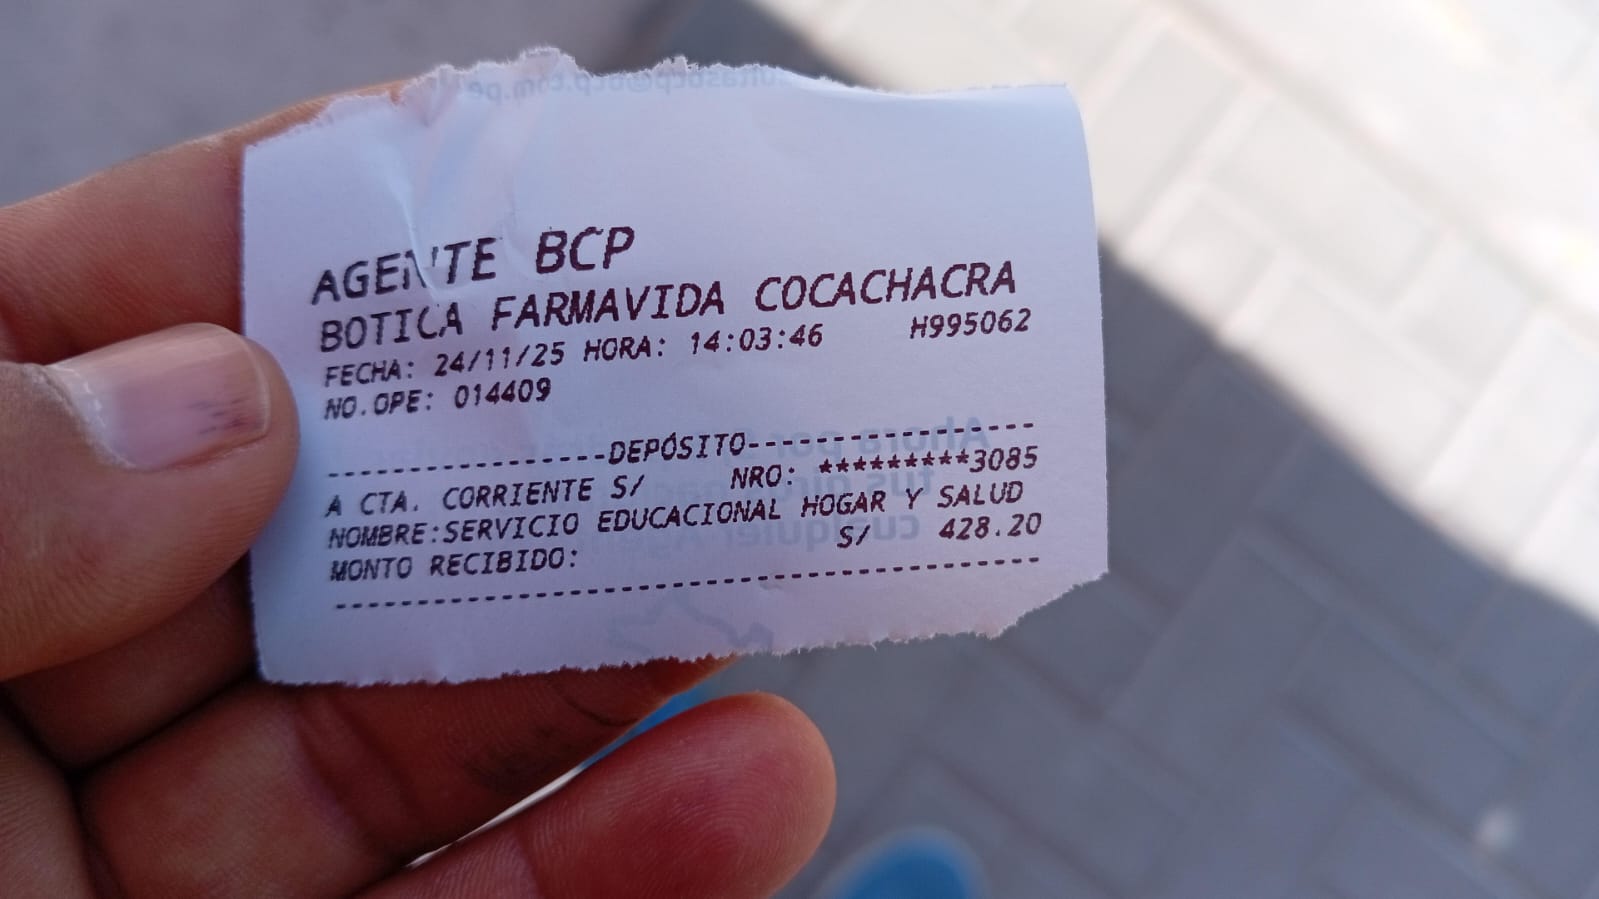 AGENTE BCP
BOTICA FARMAVIDA COCACHACRA
FECHA: 24/11/25 HORA: 14:03:46 H995062
NO.OPE: 014409
-----------------DEPÓSITO-----------------
A CTA. CORRIENTE S/ NRO: *********3085
NOMBRE:SERVICIO EDUCACIONAL HOGAR Y SALUD
MONTO RECIBIDO: S/ 428.20